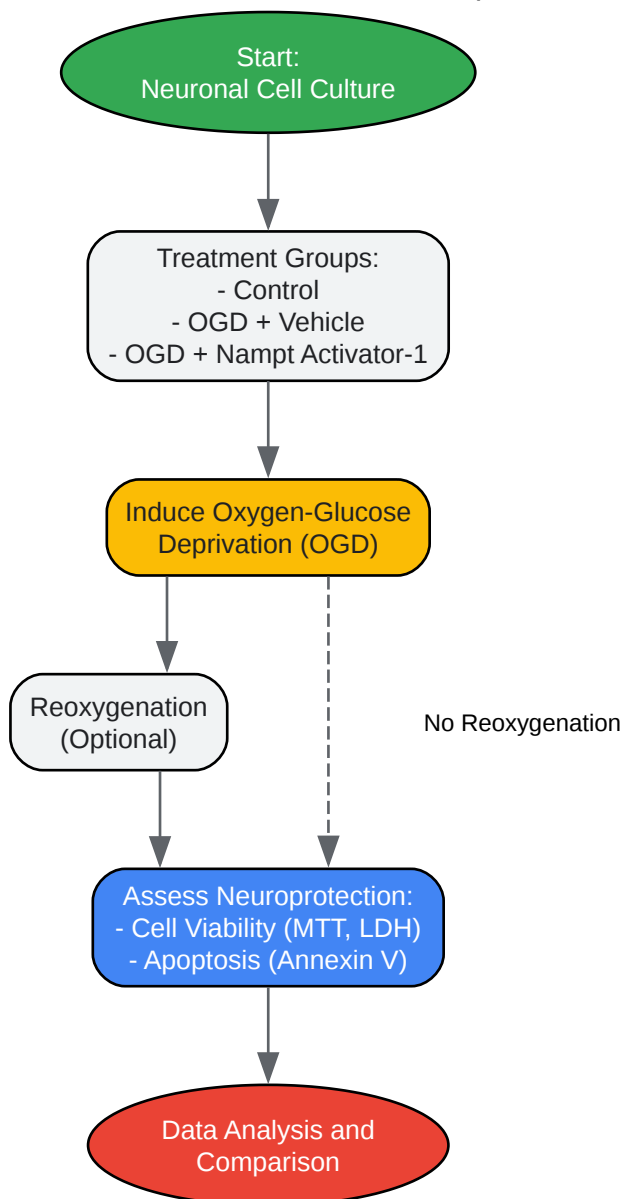 Start:
Neuronal Cell Culture
Treatment Groups:
- Control
- OGD + Vehicle
- OGD + Nampt Activator-1
Induce Oxygen-Glucose
Deprivation (OGD)
Reoxygenation
(Optional)
No Reoxygenation
Assess Neuroprotection:
- Cell Viability (MTT, LDH)
- Apoptosis (Annexin V)
Data Analysis and
Comparison